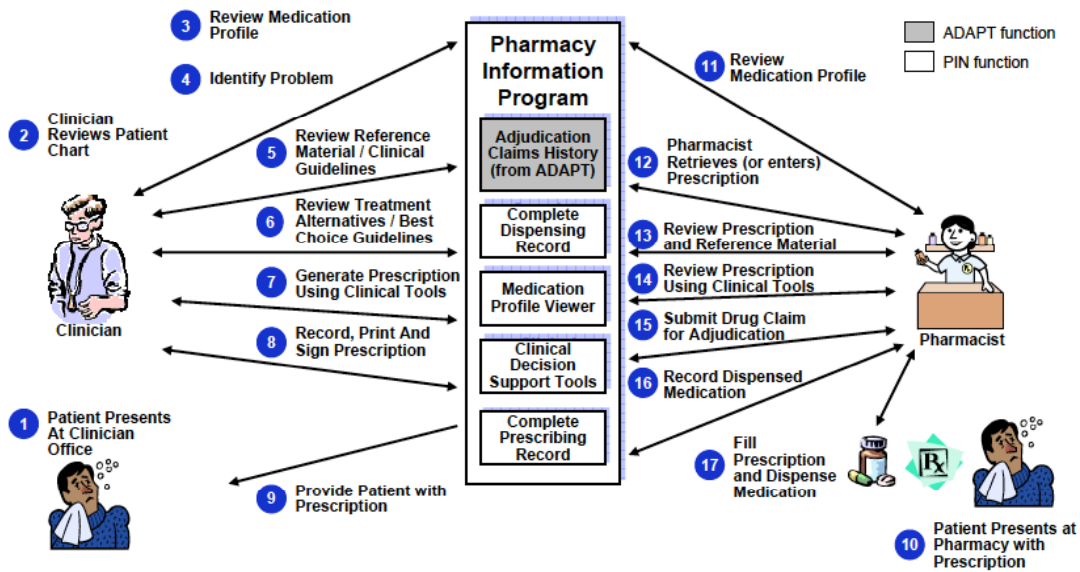 3
Review Medication
Profile
4
Identify Problem
2
Clinician
Reviews Patient
Chart
5
Review Reference
Material / Clinical
Guidelines
6
Review Treatment
Alternatives / Best
Choice Guidelines
7
Generate Prescription
Using Clinical Tools
Clinician
8
Record, Print And
Sign Prescription
1
Patient Presents
At Clinician
Office
9
Provide Patient with
Prescription
Pharmacy
Information
Program
Adjudication
Claims History
(from ADAPT)
Complete
Dispensing
Record
Medication
Profile Viewer
Clinical
Decision
Support Tools
Complete
Prescribing
Record
ADAPT function
PIN function
11
Review
Medication Profile
12
Pharmacist
Retrieves (or enters)
Prescription
13
Review Prescription
and Reference Material
14
Review Prescription
Using Clinical Tools
15
Submit Drug Claim
for Adjudication
Pharmacist
16
Record Dispensed
Medication
17
Fill
Prescription
and Dispense
Medication
Rx
10
Patient Presents at
Pharmacy with
Prescription